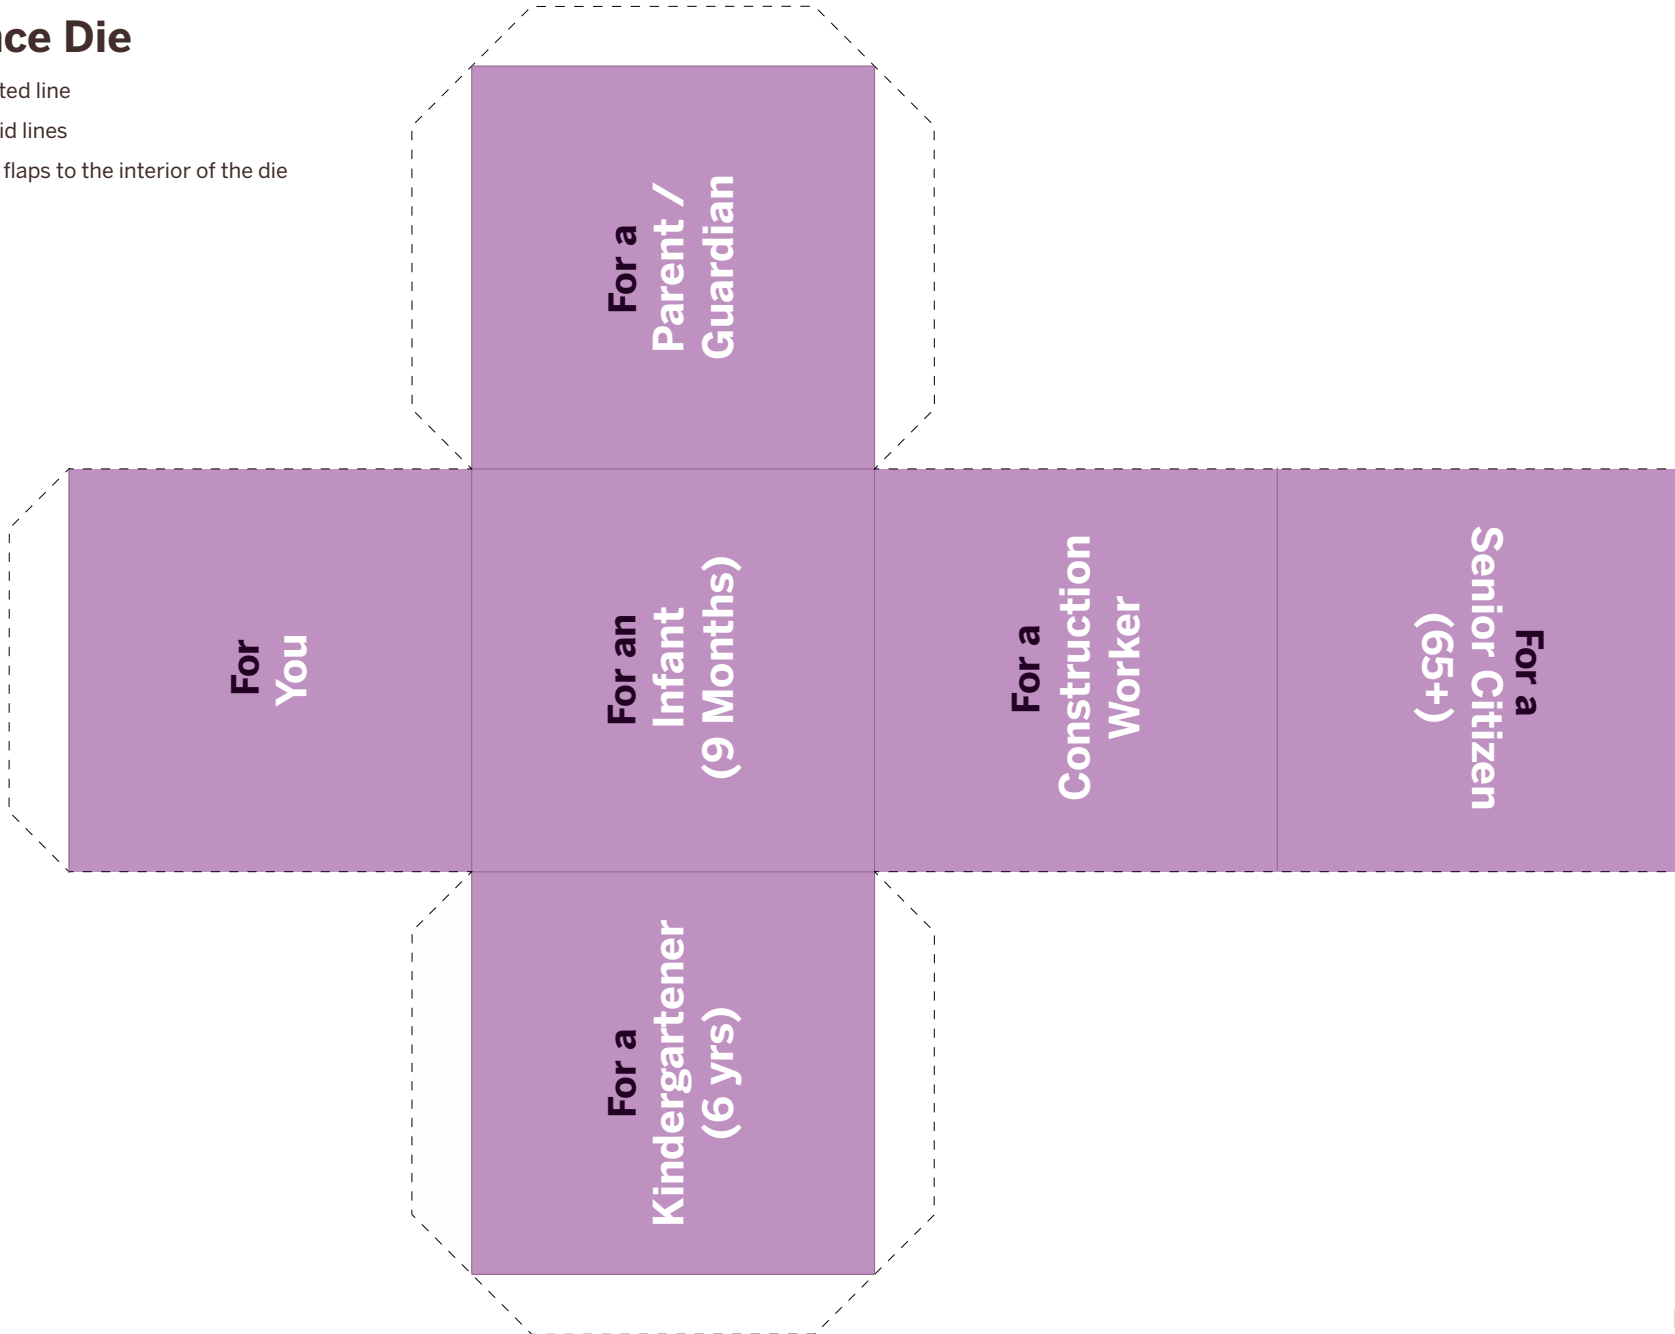 ce Die
ted line
id lines
flaps to the interior of the die
For a
Parent /
Guardian
For
You
For an
Infant
(9 Months)
For a
Construction
Worker
For a
Senior Citizen
(65+)
For a
Kindergartener
(6 yrs)